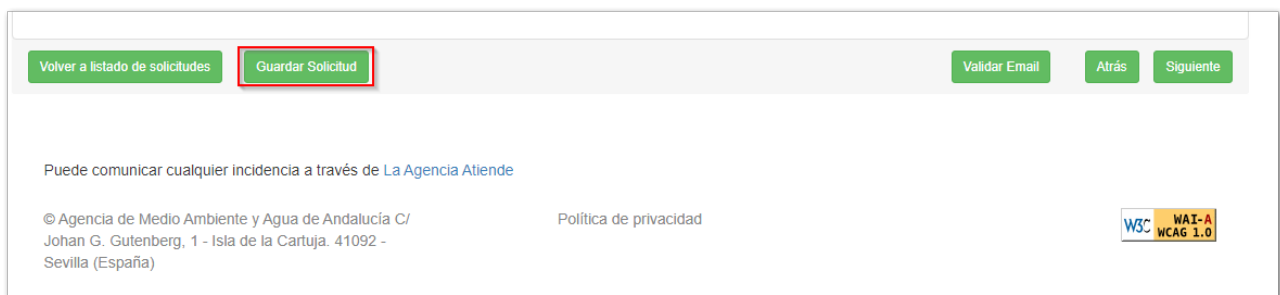 Volver a listado de solicitudes Guardar Solicitud Validar Email Atrás Siguiente
Puede comunicar cualquier incidencia a través de La Agencia Atiende
© Agencia de Medio Ambiente y Agua de Andalucía C/
Johan G. Gutenberg, 1 - Isla de la Cartuja. 41092 -
Sevilla (España)
Política de privacidad
W3C WAI-A
WCAG 1.0